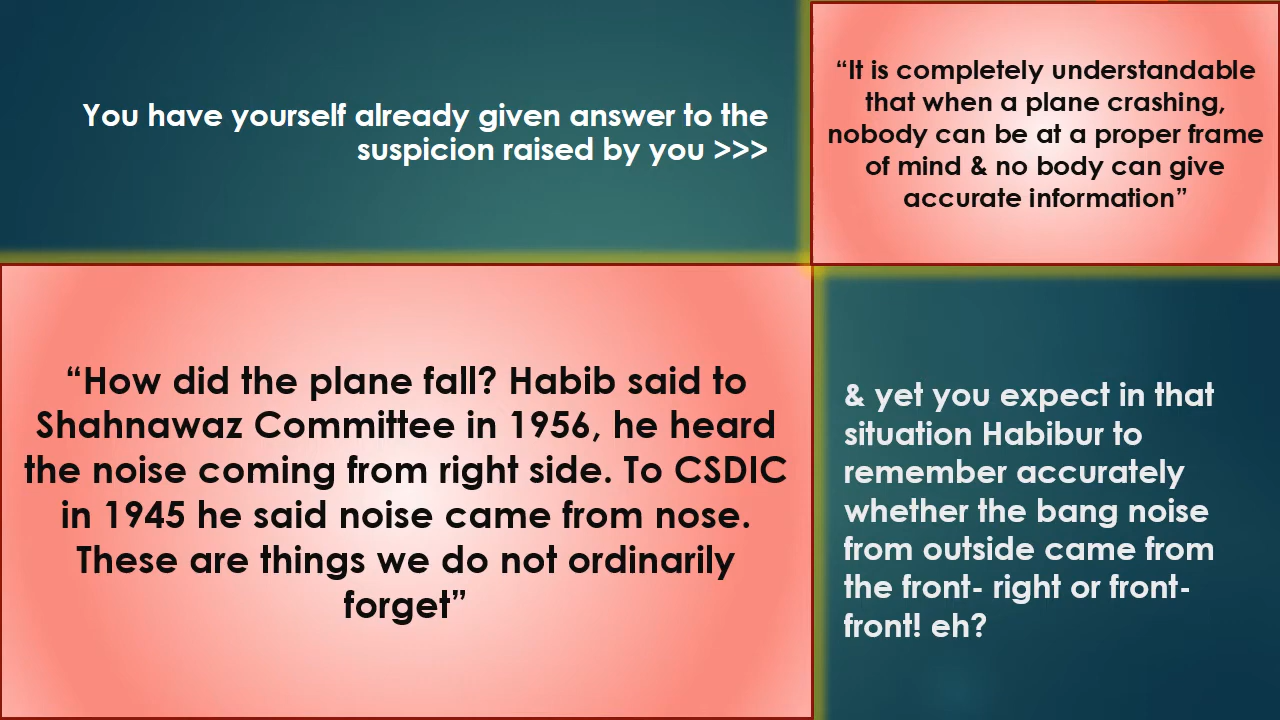 You have yourself already given answer to the
suspicion raised by you >>>
“It is completely understandable
that when a plane crashing,
nobody can be at a proper frame
of mind & no body can give
accurate information”
“How did the plane fall? Habib said to
Shahnawaz Committee in 1956, he heard
the noise coming from right side. To CSDIC
in 1945 he said noise came from nose.
These are things we do not ordinarily
forget”
& yet you expect in that
situation Habibur to
remember accurately
whether the bang noise
from outside came from
the front- right or front-
front! eh?